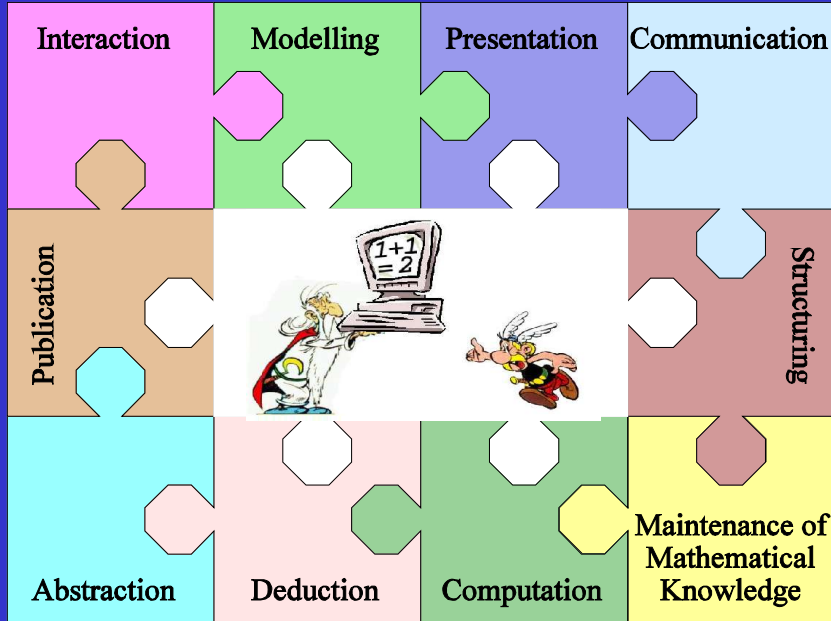 Interaction
Modelling
Presentation
Communication
1+1
= 2
Publication
Structuring
Abstraction
Deduction
Computation
Maintenance of
Mathematical
Knowledge